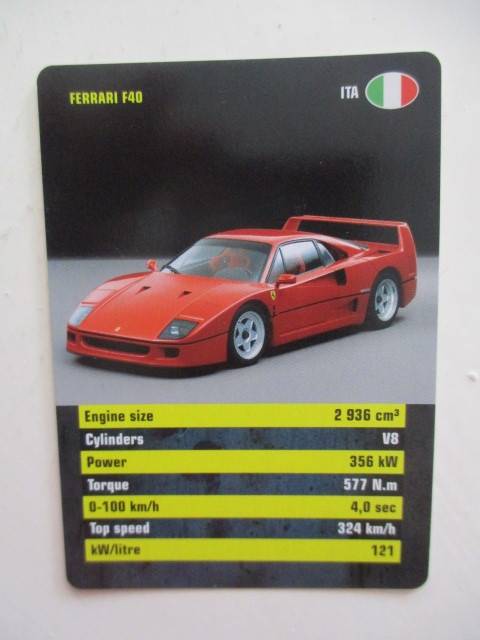 FERRARI F40 ITA
Engine size 2 936 cm³
Cylinders V8
Power 356 kW
Torque 577 N.m
0-100 km/h 4,0 sec
Top speed 324 km/h
kW/litre 121